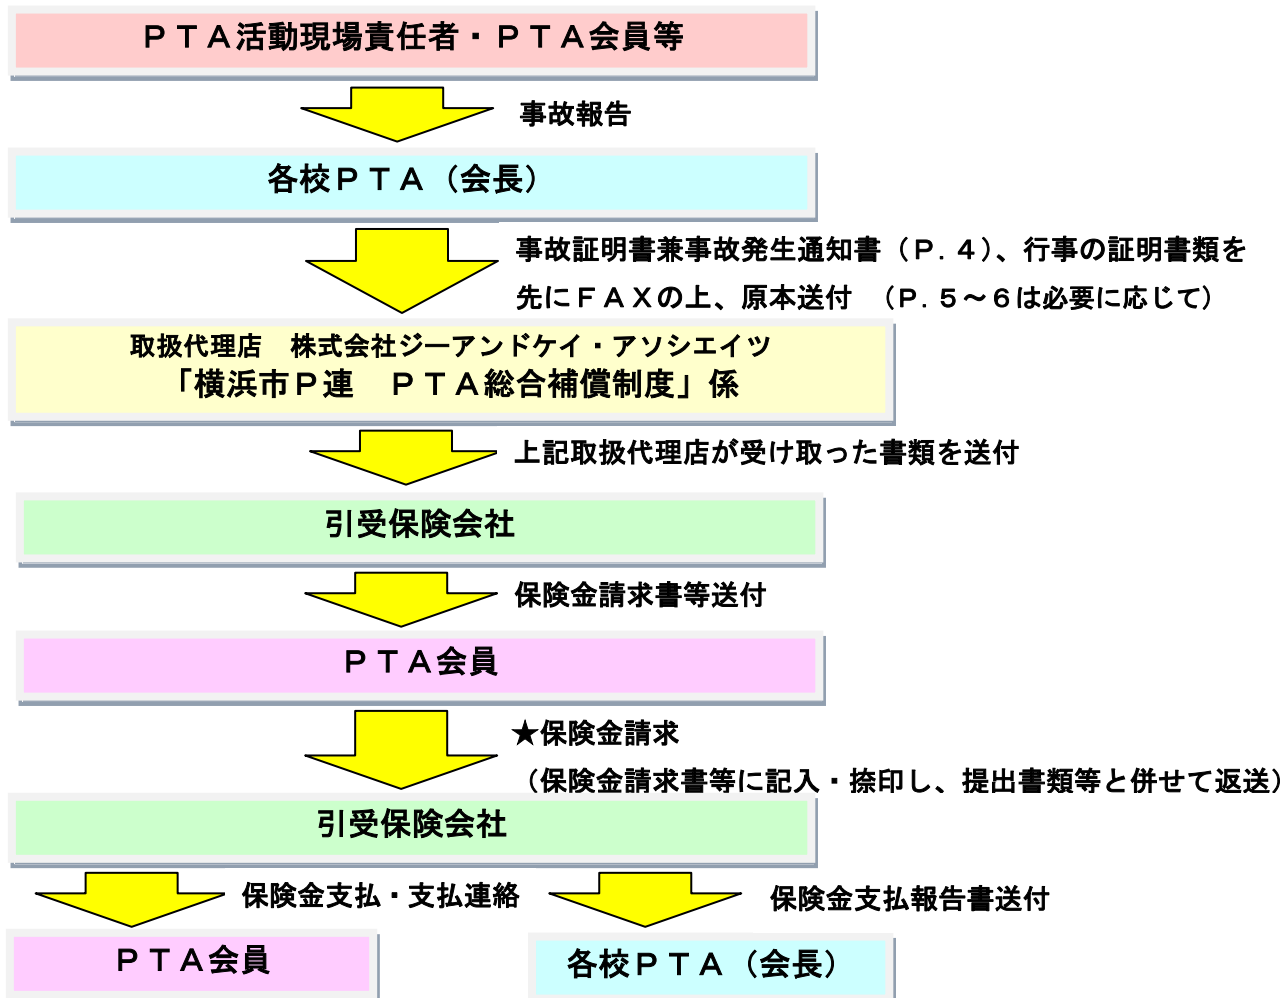 ＰＴＡ活動現場責任者・ＰＴＡ会員等
事故報告
各校ＰＴＡ（会長）
事故証明書兼事故発生通知書（Ｐ.４）、行事の証明書類を
先にＦＡＸの上、原本送付　（Ｐ.５～６は必要に応じて）
取扱代理店　株式会社ジーアンドケイ・アソシエイツ
「横浜市Ｐ連　ＰＴＡ総合補償制度」係
上記取扱代理店が受け取った書類を送付
引受保険会社
保険金請求書等送付
ＰＴＡ会員
★保険金請求
（保険金請求書等に記入・捺印し、提出書類等と併せて返送）
引受保険会社
保険金支払・支払連絡
保険金支払報告書送付
ＰＴＡ会員
各校ＰＴＡ（会長）